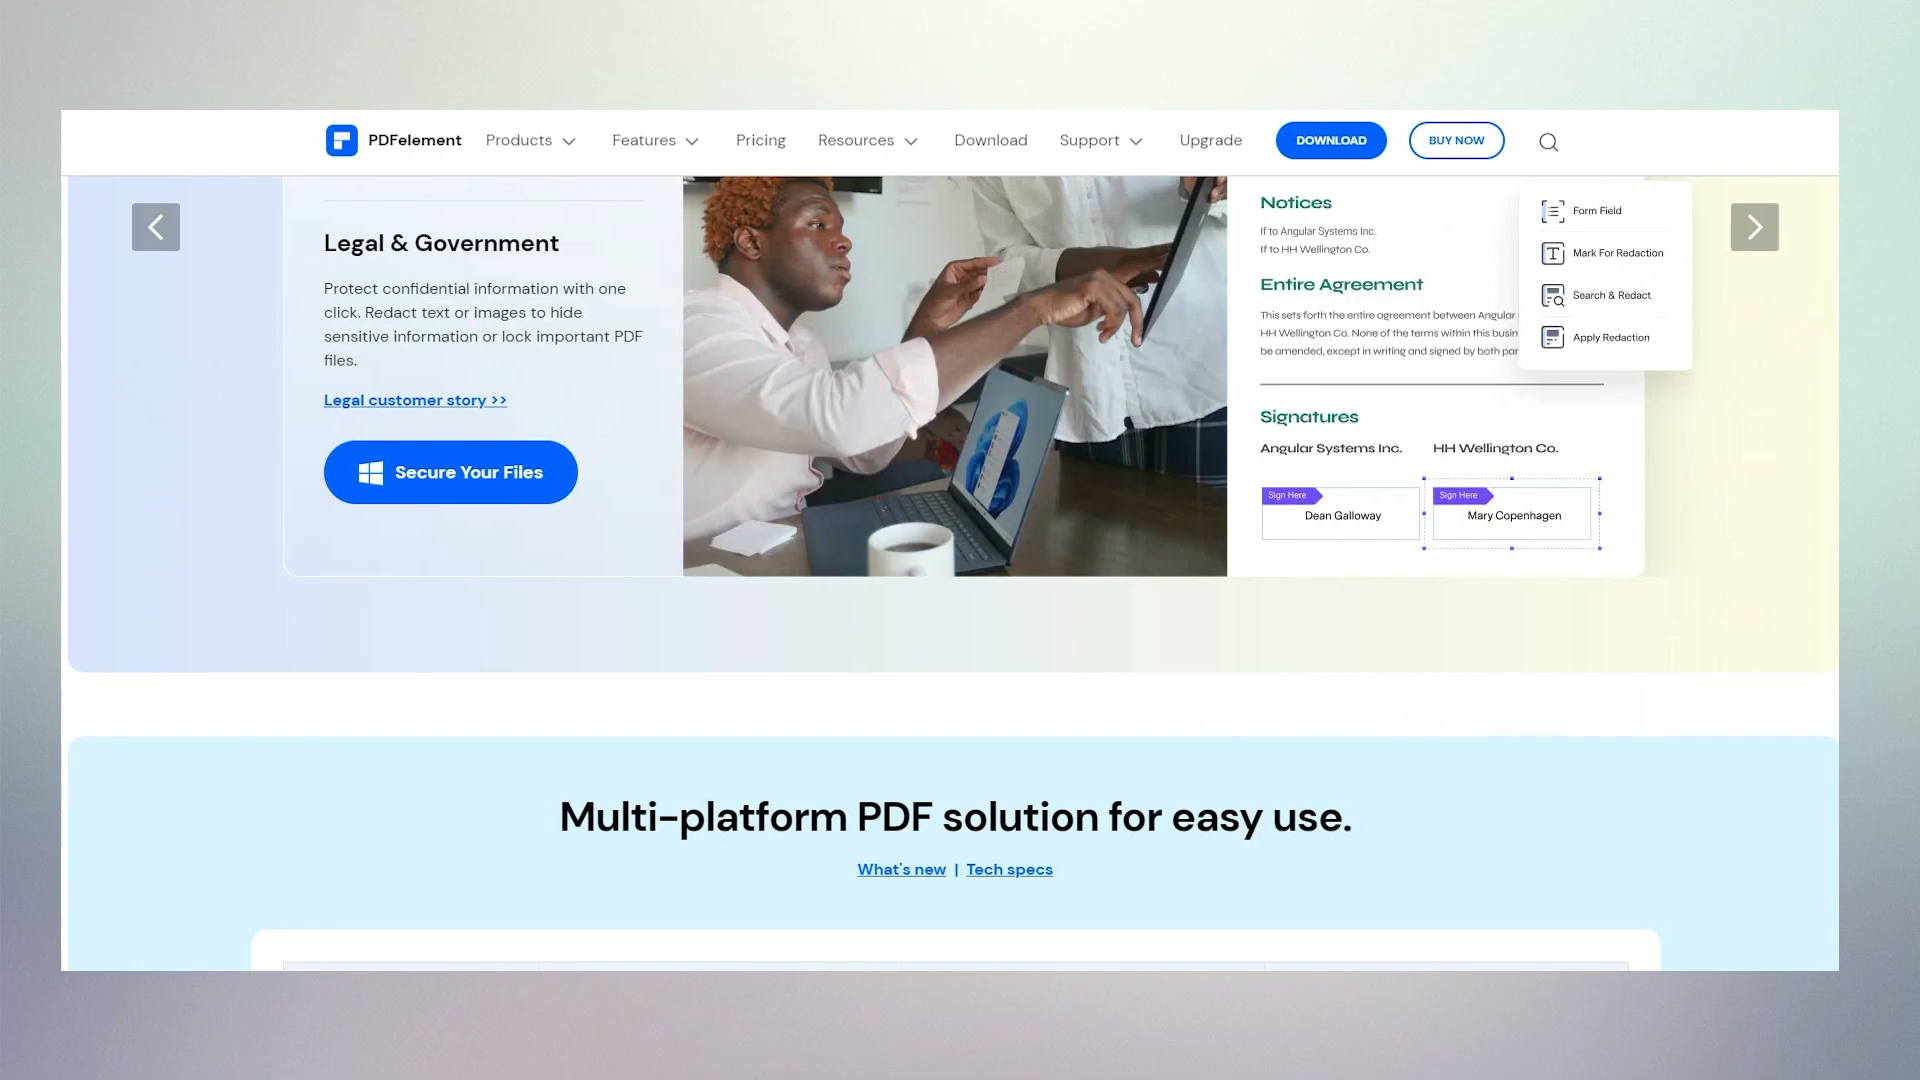 PDFelement Products Features Pricing Resources Download Support Upgrade DOWNLOAD BUY NOW
Legal & Government
Protect confidential information with one
click. Redact text or images to hide
sensitive information or lock important PDF
files.
Legal customer story >>
Secure Your Files
Notices
If to Angular Systems Inc.
If to HH Wellington Co.
Entire Agreement
This sets forth the entire agreement between Angular
HH Wellington Co. None of the terms within this busin
be amended, except in writing and signed by both par
Form Field
Mark For Redaction
Search & Redact
Apply Redaction
Signatures
Angular Systems Inc. HH Wellington Co.
Sign Here Sign Here
Dean Galloway Mary Copenhagen
Multi-platform PDF solution for easy use.
What's new | Tech specs